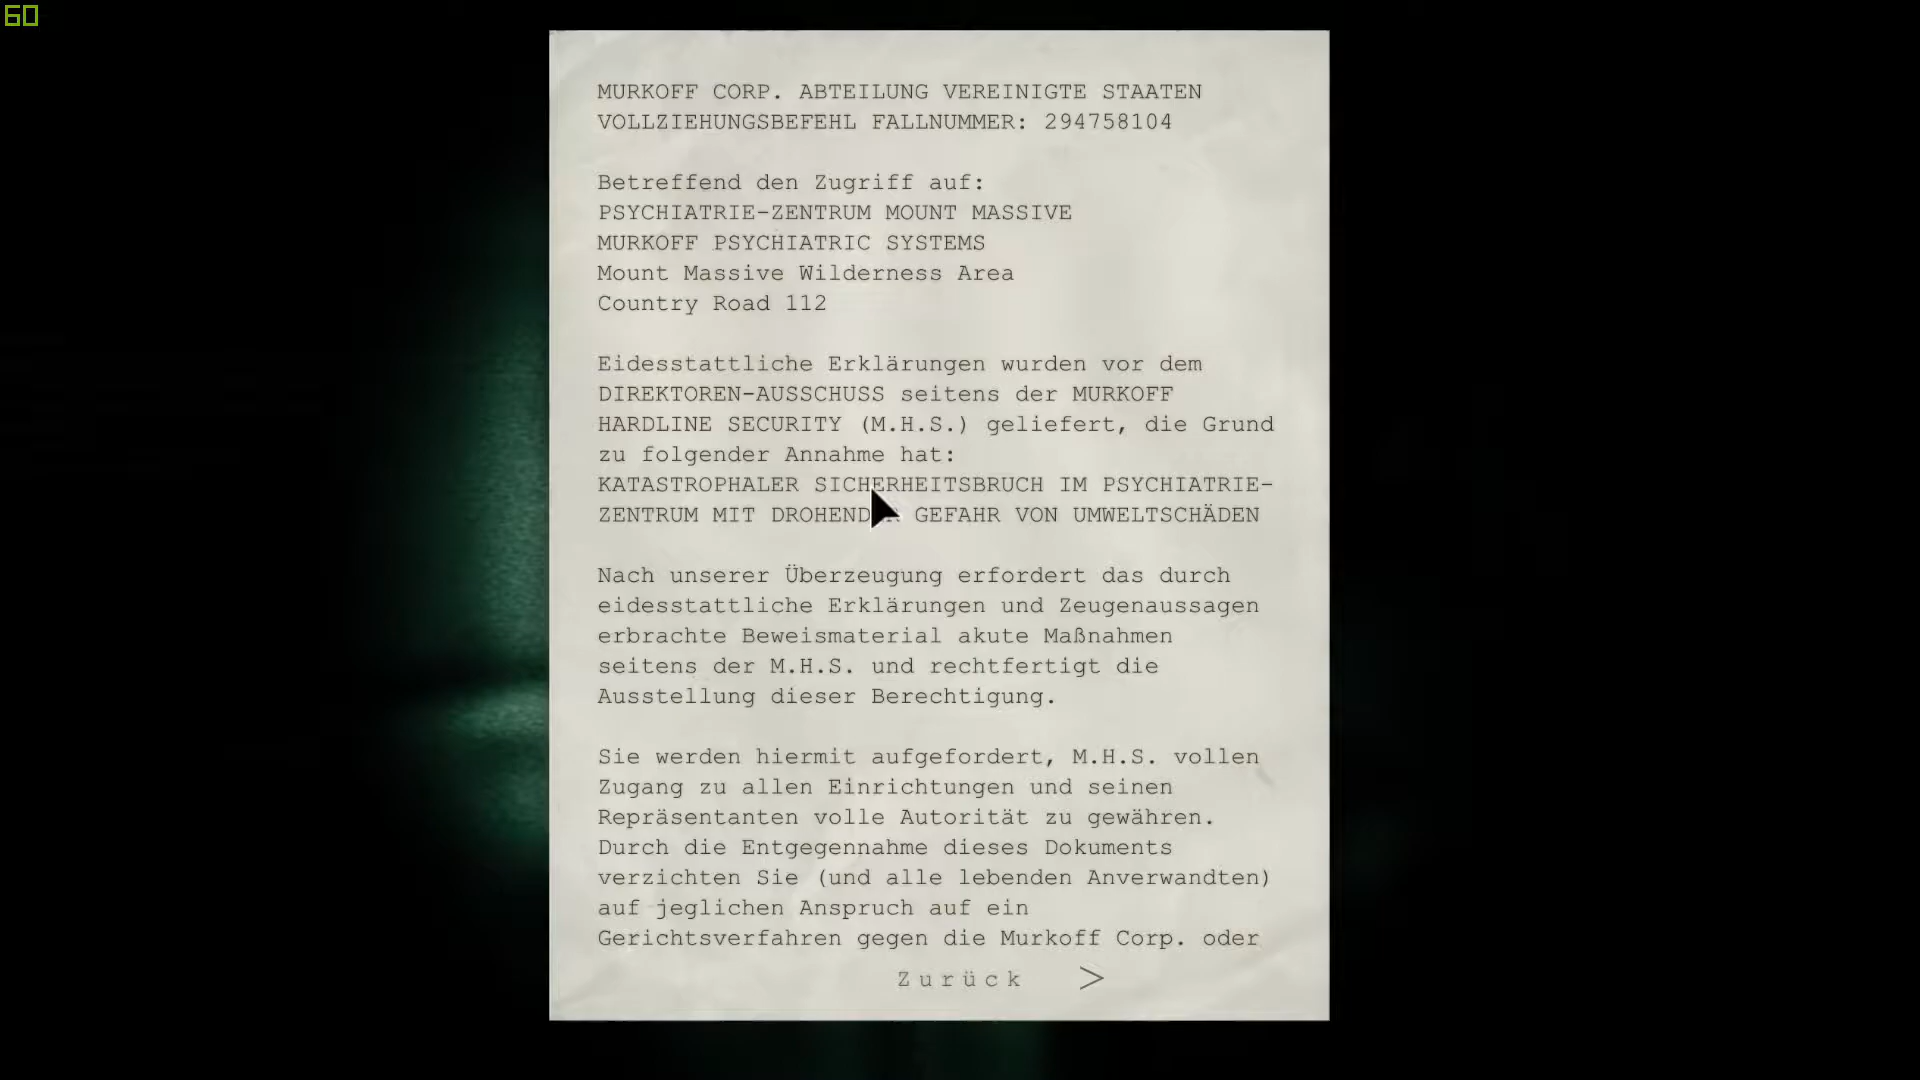 60
MURKOFF CORP. ABTEILUNG VEREINIGTE STAATEN
VOLLZIEHUNGSBEFEHL FALLNUMMER: 294758104
Betreffend den Zugriff auf:
PSYCHIATRIE-ZENTRUM MOUNT MASSIVE
MURKOFF PSYCHIATRIC SYSTEMS
Mount Massive Wilderness Area
Country Road 112
Eidesstattliche Erklärungen wurden vor dem
DIREKTOREN-AUSSCHUSS seitens der MURKOFF
HARDLINE SECURITY (M.H.S.) geliefert, die Grund
zu folgender Annahme hat:
KATASTROPHALER SICHERHEITSBRUCH IM PSYCHIATRIE-
ZENTRUM MIT DROHENDER GEFAHR VON UMWELTSCHÄDEN
Nach unserer Überzeugung erfordert das durch
eidesstattliche Erklärungen und Zeugenaussagen
erbrachte Beweismaterial akute Maßnahmen
seitens der M.H.S. und rechtfertigt die
Ausstellung dieser Berechtigung.
Sie werden hiermit aufgefordert, M.H.S. vollen
Zugang zu allen Einrichtungen und seinen
Repräsentanten volle Autorität zu gewähren.
Durch die Entgegennahme dieses Dokuments
verzichten Sie (und alle lebenden Anverwandten)
auf jeglichen Anspruch auf ein
Gerichtsverfahren gegen die Murkoff Corp. oder
Zurück >